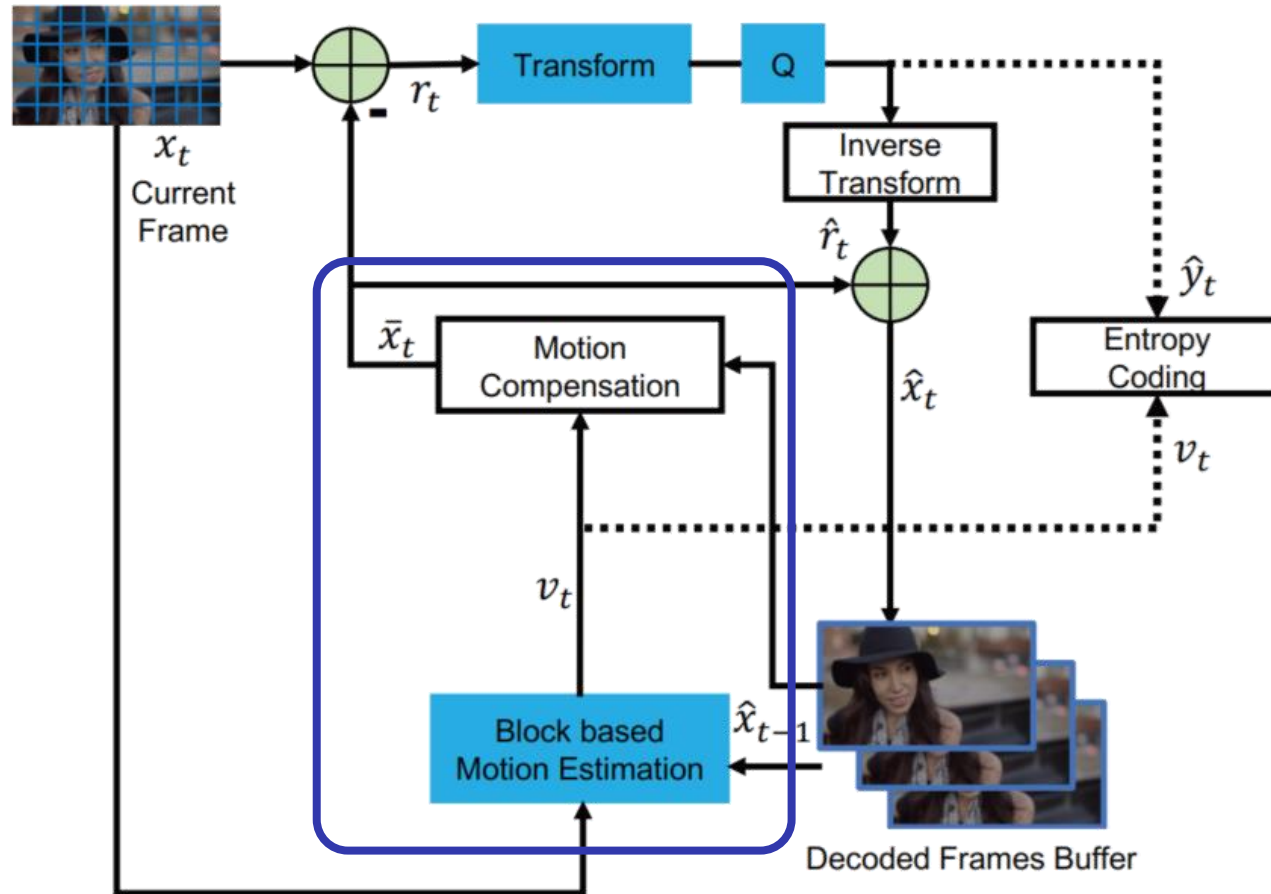 Transform
Q
-
r_t
x_t
Current
Frame
Inverse
Transform
r̂_t
ŷ_t
x̄_t
Motion
Compensation
Entropy
Coding
x̂_t
v_t
v_t
x̂_{t-1}
Block based
Motion Estimation
Decoded Frames Buffer